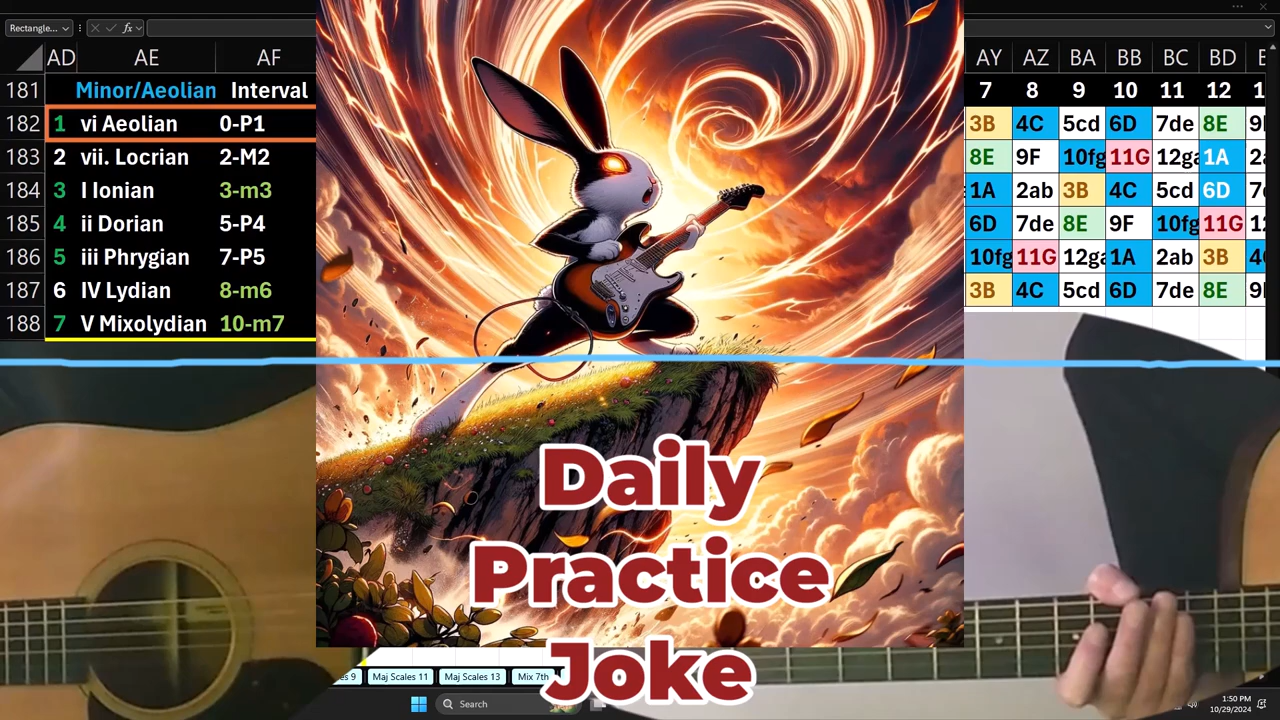 Rectangle...
fx
AD AE AF
181 Minor/Aeolian Interval
182 1 vi Aeolian 0-P1
183 2 vii. Locrian 2-M2
184 3 I Ionian 3-m3
185 4 ii Dorian 5-P4
186 5 iii Phrygian 7-P5
187 6 IV Lydian 8-m6
188 7 V Mixolydian 10-m7
AY AZ BA BB BC BD
7 8 9 10 11 12
3B 4C 5cd 6D 7de 8E
8E 9F 10fg 11G 12ga 1A
1A 2ab 3B 4C 5cd 6D
6D 7de 8E 9F 10fg 11G
10fg 11G 12ga 1A 2ab 3B
3B 4C 5cd 6D 7de 8E
Daily
Practice
Joke
9 Maj Scales 11 Maj Scales 13 Mix 7th
Search
1:50 PM
10/29/2024